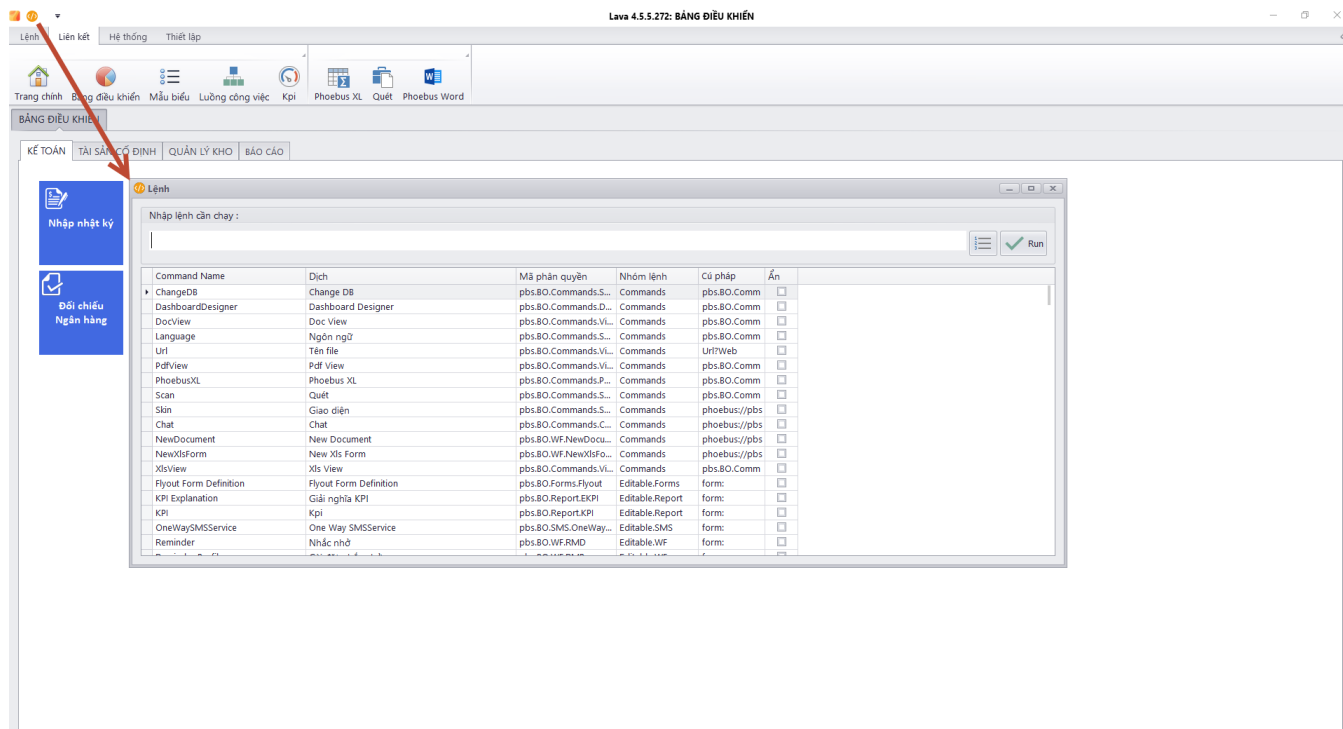 Lava 4.5.5.272: BẢNG ĐIỀU KHIỂN
Lệnh Liên kết Hệ thống Thiết lập
Trang chính Bảng điều khiển Mẫu biểu Luồng công việc Kpi Phoebus XL Quét Phoebus Word
BẢNG ĐIỀU KHIỂN
KẾ TOÁN TÀI SẢN CỐ ĐỊNH QUẢN LÝ KHO BÁO CÁO
Nhập nhật ký
Đối chiếu
Ngân hàng
Lệnh
Nhập lệnh cần chạy :
Run
Command Name Dịch Mã phân quyền Nhóm lệnh Cú pháp Ẩn
ChangeDB Change DB pbs.BO.Commands.S... Commands pbs.BO.Comm
DashboardDesigner Dashboard Designer pbs.BO.Commands.D... Commands pbs.BO.Comm
DocView Doc View pbs.BO.Commands.Vi... Commands pbs.BO.Comm
Language Ngôn ngữ pbs.BO.Commands.S... Commands pbs.BO.Comm
Url Tên file pbs.BO.Commands.Vi... Commands Url?Web
PdfView Pdf View pbs.BO.Commands.Vi... Commands pbs.BO.Comm
PhoebusXL Phoebus XL pbs.BO.Commands.P... Commands pbs.BO.Comm
Scan Quét pbs.BO.Commands.S... Commands pbs.BO.Comm
Skin Giao diện pbs.BO.Commands.S... Commands phoebus://pbs
Chat Chat pbs.BO.Commands.C... Commands phoebus://pbs
NewDocument New Document pbs.BO.WF.NewDocu... Commands phoebus://pbs
NewXlsForm New Xls Form pbs.BO.WF.NewXlsFo... Commands phoebus://pbs
XlsView Xls View pbs.BO.Commands.Vi... Commands pbs.BO.Comm
Flyout Form Definition Flyout Form Definition pbs.BO.Forms.Flyout Editable.Forms form:
KPI Explanation Giải nghĩa KPI pbs.BO.Report.EKPI Editable.Report form:
KPI Kpi pbs.BO.Report.KPI Editable.Report form:
OneWaySMSService One Way SMSService pbs.BO.SMS.OneWay... Editable.SMS form:
Reminder Nhắc nhở pbs.BO.WF.RMD Editable.WF form: